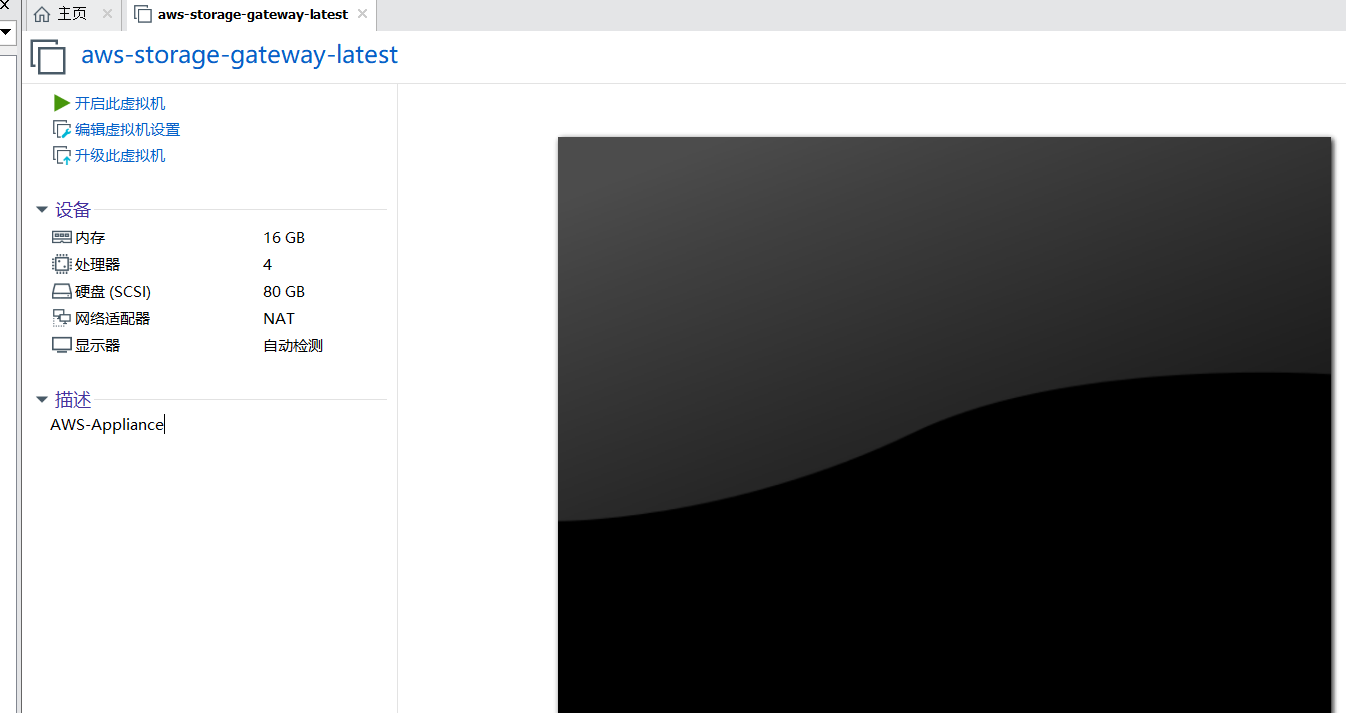 主页
aws-storage-gateway-latest
aws-storage-gateway-latest
开启此虚拟机
编辑虚拟机设置
升级此虚拟机
设备
内存 16 GB
处理器 4
硬盘 (SCSI) 80 GB
网络适配器 NAT
显示器 自动检测
描述
AWS-Appliance